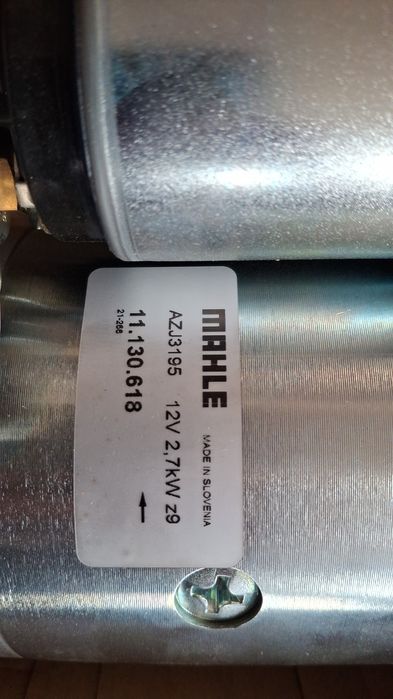 MAHLE MADE IN SLOVENIA
AZJ3195 12V 2,7kW z9
11.130.618
21-266